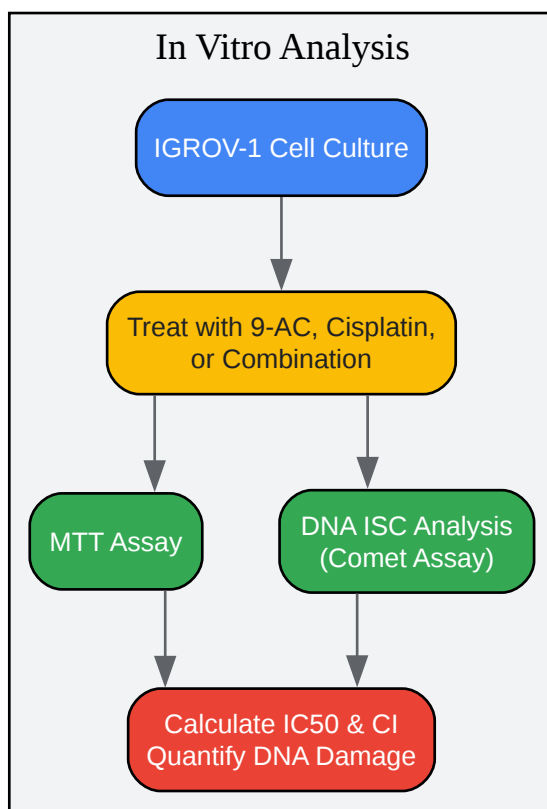 In Vitro Analysis
IGROV-1 Cell Culture
Treat with 9-AC, Cisplatin,
or Combination
MTT Assay
DNA ISC Analysis
(Comet Assay)
Calculate IC50 & CI
Quantify DNA Damage